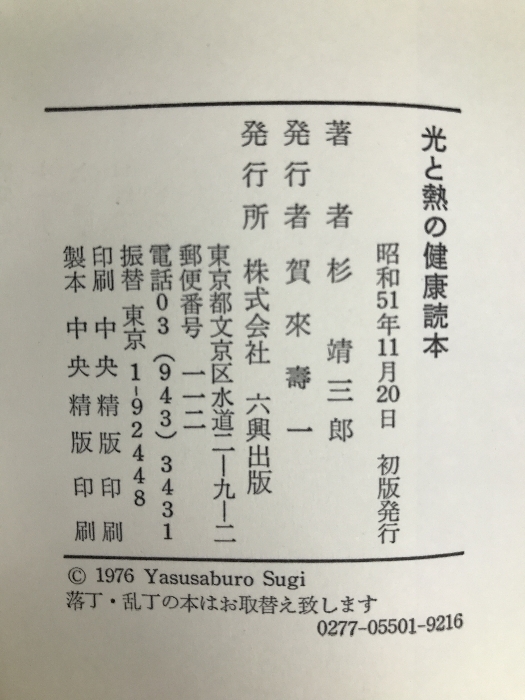 光と熱の健康読本
昭和51年11月20日 初版発行
著者 杉靖三郎
発行者 賀來壽一
発行所 株式会社 六興出版
東京都文京区水道二ー九ー二
郵便番号 一一二
電話03(943)3431
振替 東京 1-92448
印刷 中央精版印刷
製本 中央精版印刷
© 1976 Yasusaburo Sugi
落丁・乱丁の本はお取替え致します
0277-05501-9216